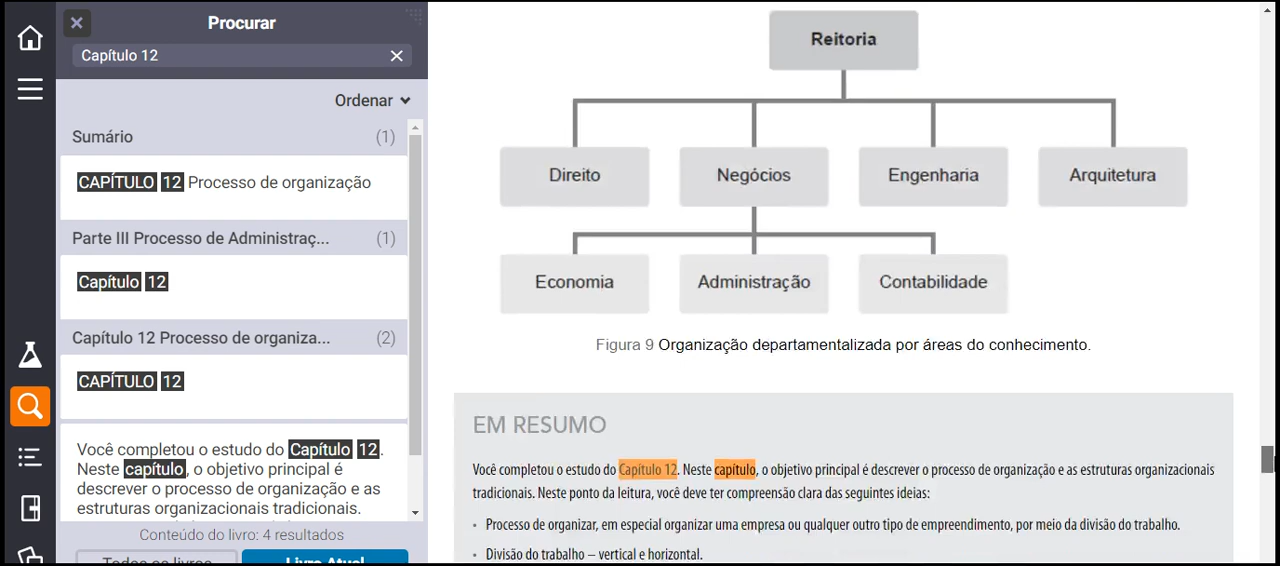 Procurar
Capítulo 12
Ordenar
Sumário (1)
CAPÍTULO 12 Processo de organização
Parte III Processo de Administraç... (1)
Capítulo 12
Capítulo 12 Processo de organiza... (2)
CAPÍTULO 12
Você completou o estudo do Capítulo 12.
Neste capítulo, o objetivo principal é
descrever o processo de organização e as
estruturas organizacionais tradicionais.
Conteúdo do livro: 4 resultados
Todos os livros
Livro Atual
Reitoria
Direito
Negócios
Engenharia
Arquitetura
Economia
Administração
Contabilidade
Figura 9 Organização departamentalizada por áreas do conhecimento.
EM RESUMO
Você completou o estudo do Capítulo 12. Neste capítulo, o objetivo principal é descrever o processo de organização e as estruturas organizacionais
tradicionais. Neste ponto da leitura, você deve ter compreensão clara das seguintes ideias:
• Processo de organizar, em especial organizar uma empresa ou qualquer outro tipo de empreendimento, por meio da divisão do trabalho.
• Divisão do trabalho – vertical e horizontal.